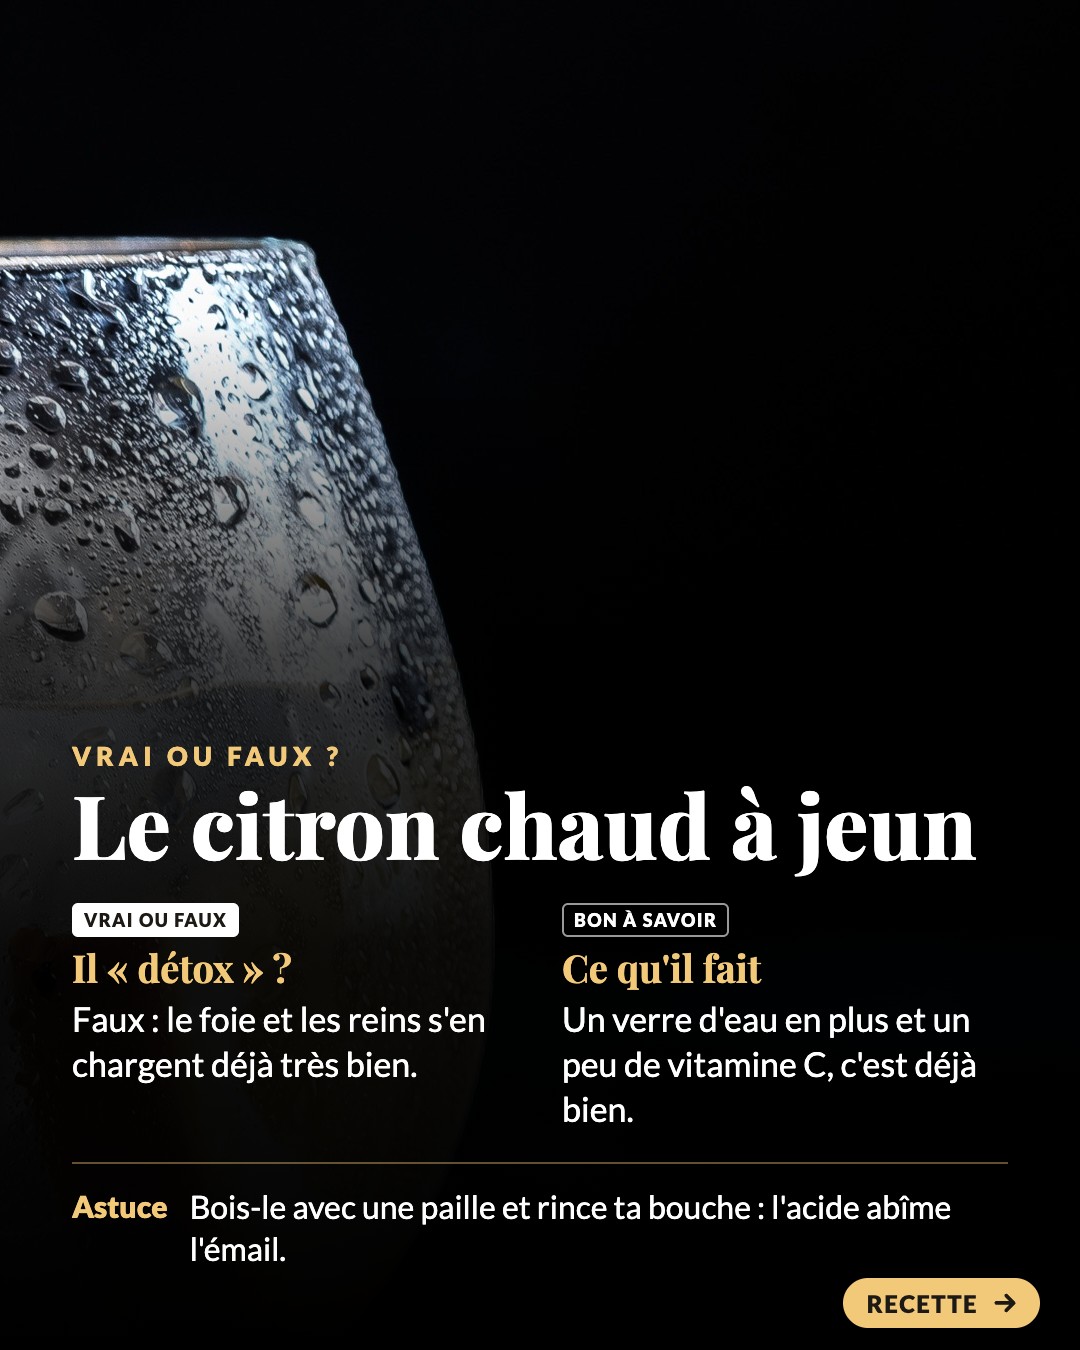 VRAI OU FAUX ?
Le citron chaud à jeun
VRAI OU FAUX
Il « détox » ?
Faux : le foie et les reins s'en
chargent déjà très bien.
BON À SAVOIR
Ce qu'il fait
Un verre d'eau en plus et un
peu de vitamine C, c'est déjà
bien.
Astuce Bois-le avec une paille et rince ta bouche : l'acide abîme
l'émail.
RECETTE →